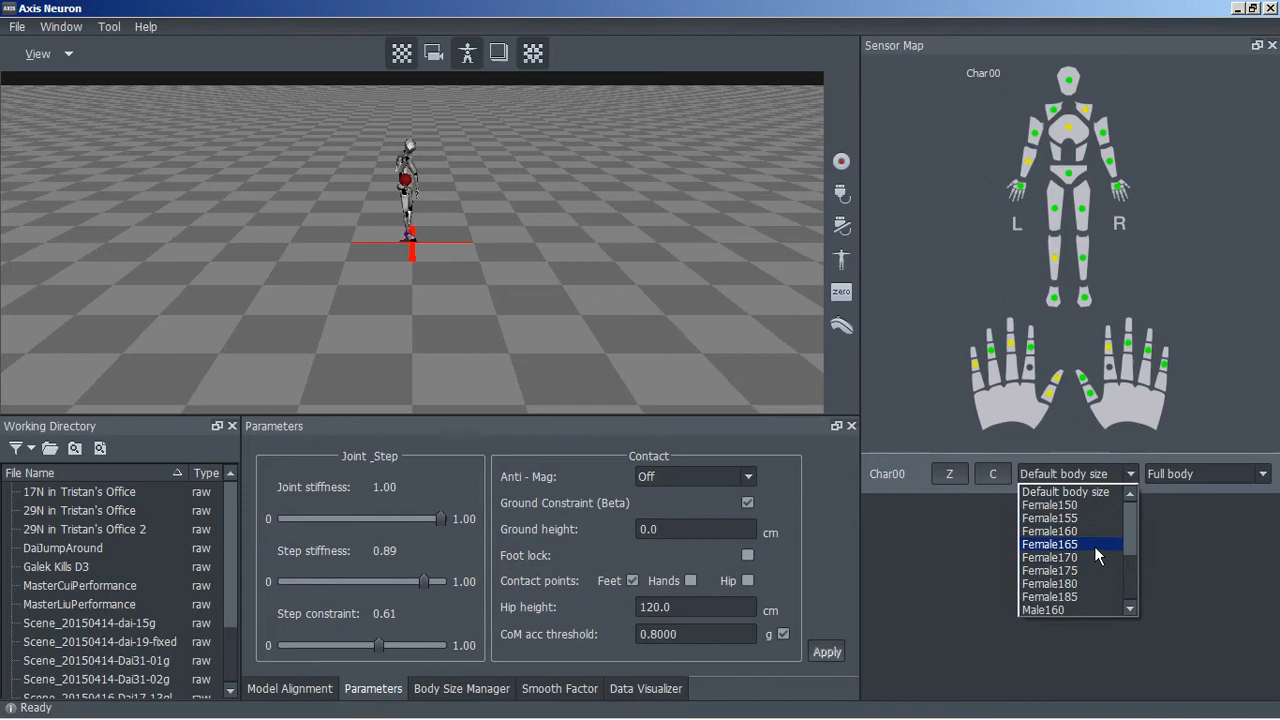 Axis Neuron
File Window Tool Help
View
Sensor Map
Char00
L R
zero
Working Directory
File Name Type
17N in Tristan's Office raw
29N in Tristan's Office raw
29N in Tristan's Office 2 raw
DaiJumpAround raw
Galek Kills D3 raw
MasterCuiPerformance raw
MasterLiuPerformance raw
Scene_20150414-dai-15g raw
Scene_20150414-dai-19-fixed raw
Scene_20150414-Dai31-01g raw
Scene_20150414-Dai31-02g raw
Scene_20150416-Dai17-13gl raw
Parameters
Joint _Step
Joint stiffness: 1.00
0 1.00
Step stiffness: 0.89
0 1.00
Step constraint: 0.61
0 1.00
Contact
Anti - Mag: Off
Ground Constraint (Beta)
Ground height: 0.0 cm
Foot lock:
Contact points: Feet Hands Hip
Hip height: 120.0 cm
CoM acc threshold: 0.8000 g
Apply
Model Alignment Parameters Body Size Manager Smooth Factor Data Visualizer
Char00 Z C Default body size Full body
Default body size
Female150
Female155
Female160
Female165
Female170
Female175
Female180
Female185
Male160
Ready